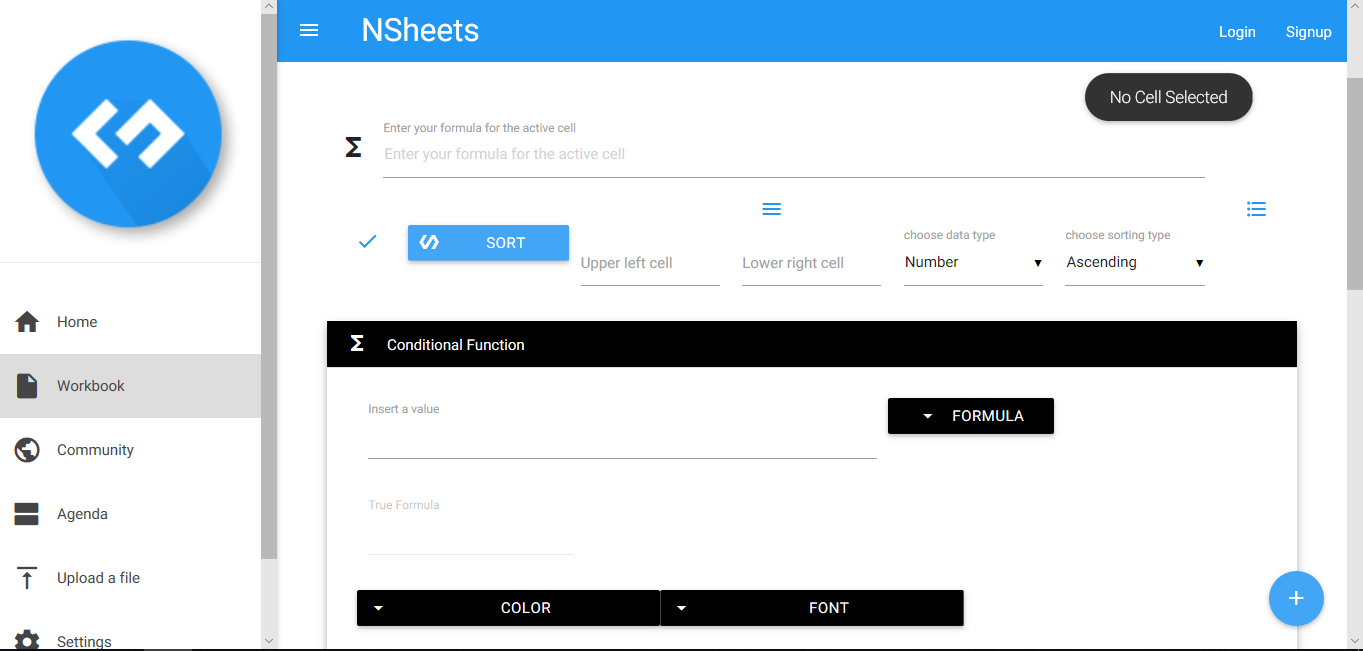 NSheets
Login
Signup
No Cell Selected
Enter your formula for the active cell
Enter your formula for the active cell
SORT
Upper left cell
Lower right cell
choose data type
Number
choose sorting type
Ascending
Home
Workbook
Community
Agenda
Upload a file
Settings
Conditional Function
Insert a value
FORMULA
True Formula
COLOR
FONT